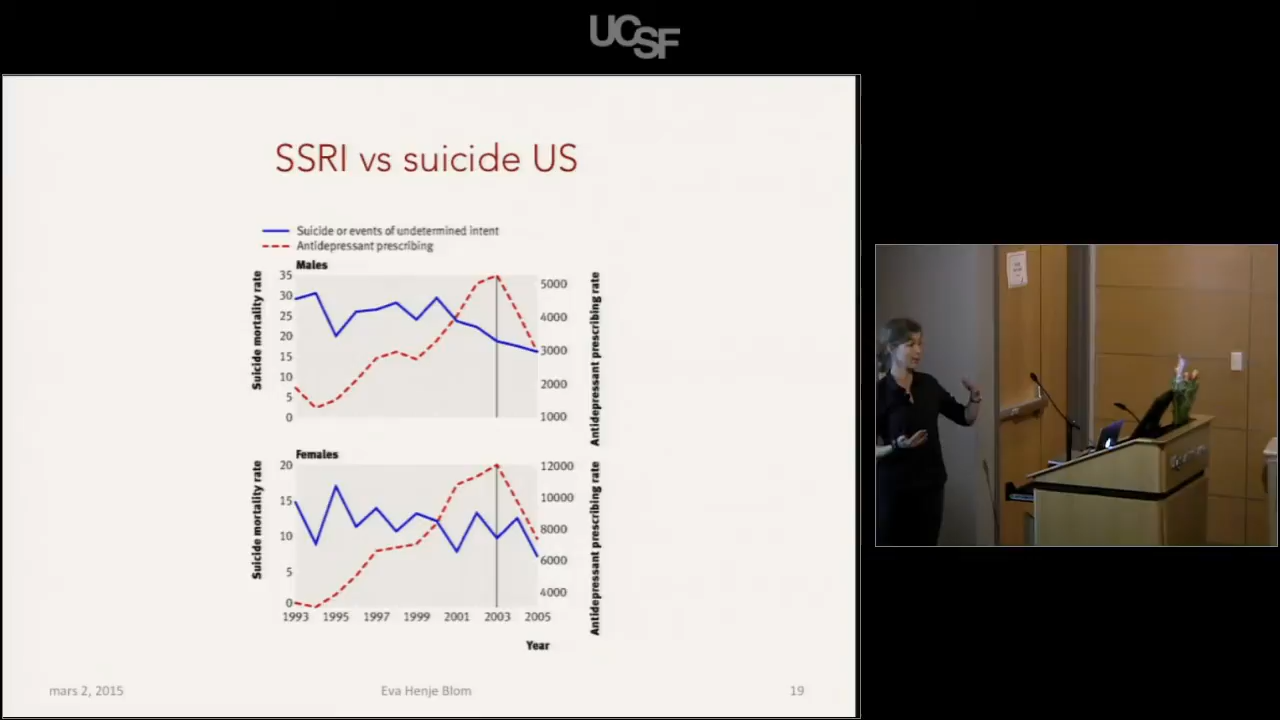 UCSF
SSRI vs suicide US
Suicide or events of undetermined intent
Antidepressant prescribing
Males
Suicide mortality rate
35
30
25
20
15
10
5
0
5000
4000
3000
2000
1000
Antidepressant prescribing rate
Females
Suicide mortality rate
20
15
10
5
0
12000
10000
8000
6000
4000
Antidepressant prescribing rate
1993 1995 1997 1999 2001 2003 2005
Year
mars 2, 2015 Eva Henje Blom 19